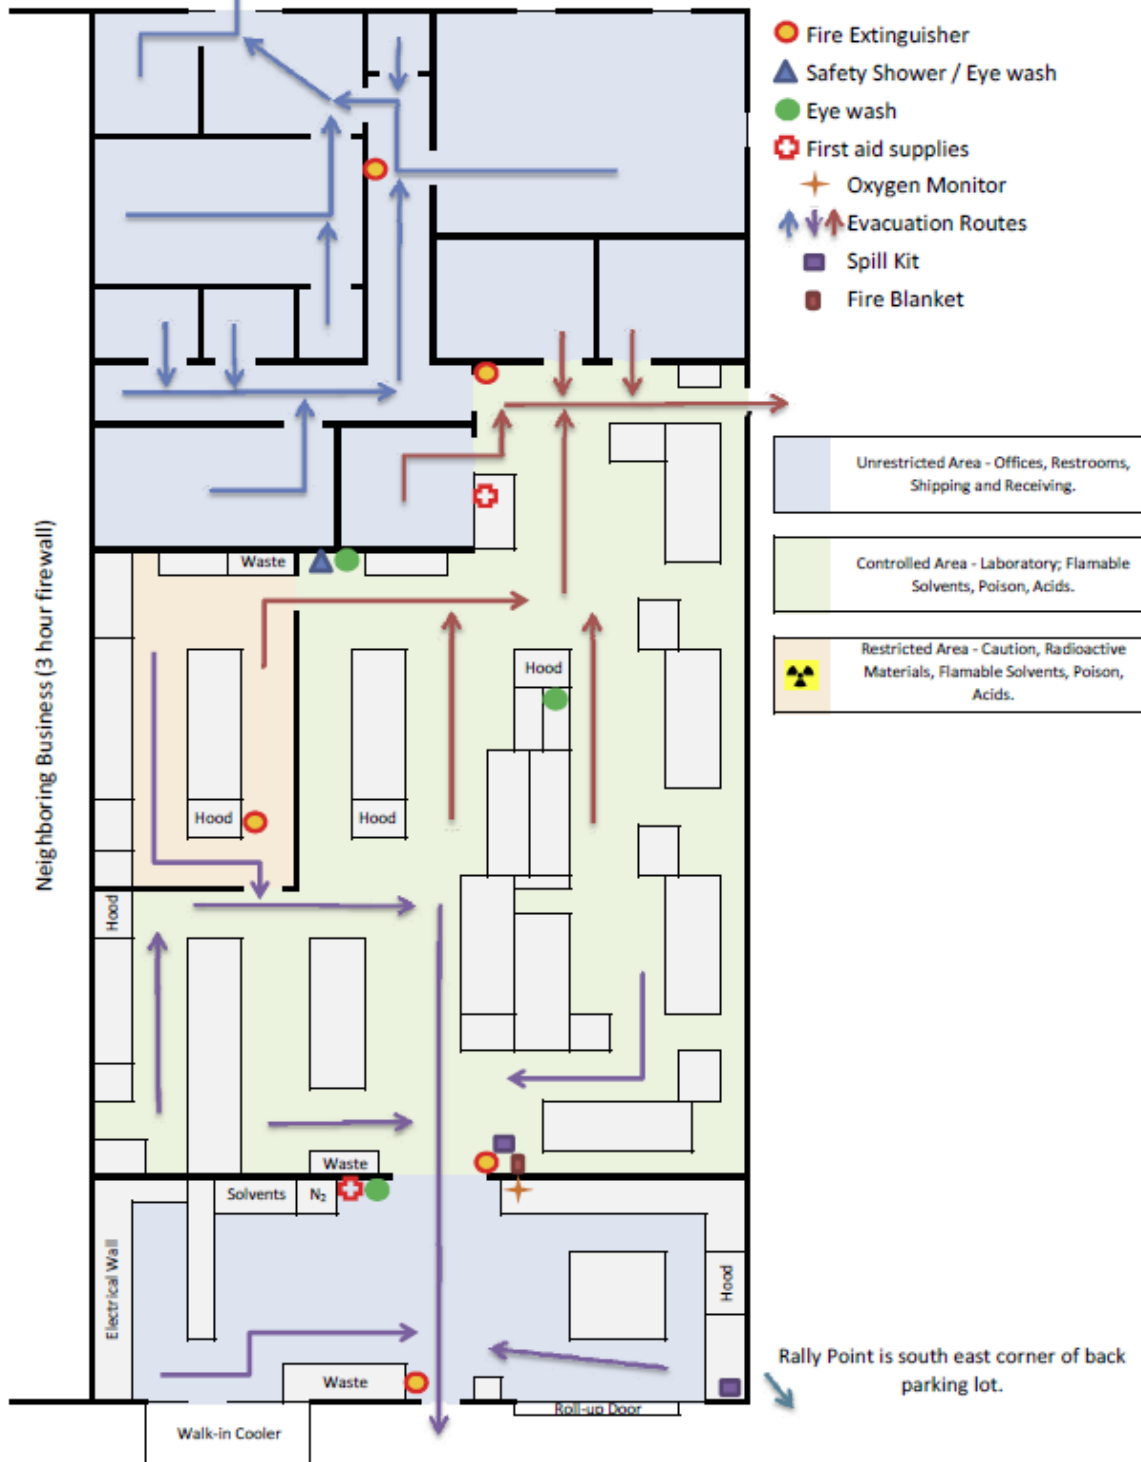 Fire Extinguisher
Safety Shower / Eye wash
Eye wash
First aid supplies
Oxygen Monitor
Evacuation Routes
Spill Kit
Fire Blanket
Unrestricted Area - Offices, Restrooms,
Shipping and Receiving.
Controlled Area - Laboratory; Flamable
Solvents, Poison, Acids.
Restricted Area - Caution, Radioactive
Materials, Flamable Solvents, Poison,
Acids.
Neighboring Business (3 hour firewall)
Waste
Hood
Hood
Hood
Hood
Waste
Solvents
N₂
Electrical Wall
Hood
Waste
Roll-up Door
Walk-in Cooler
Rally Point is south east corner of back
parking lot.